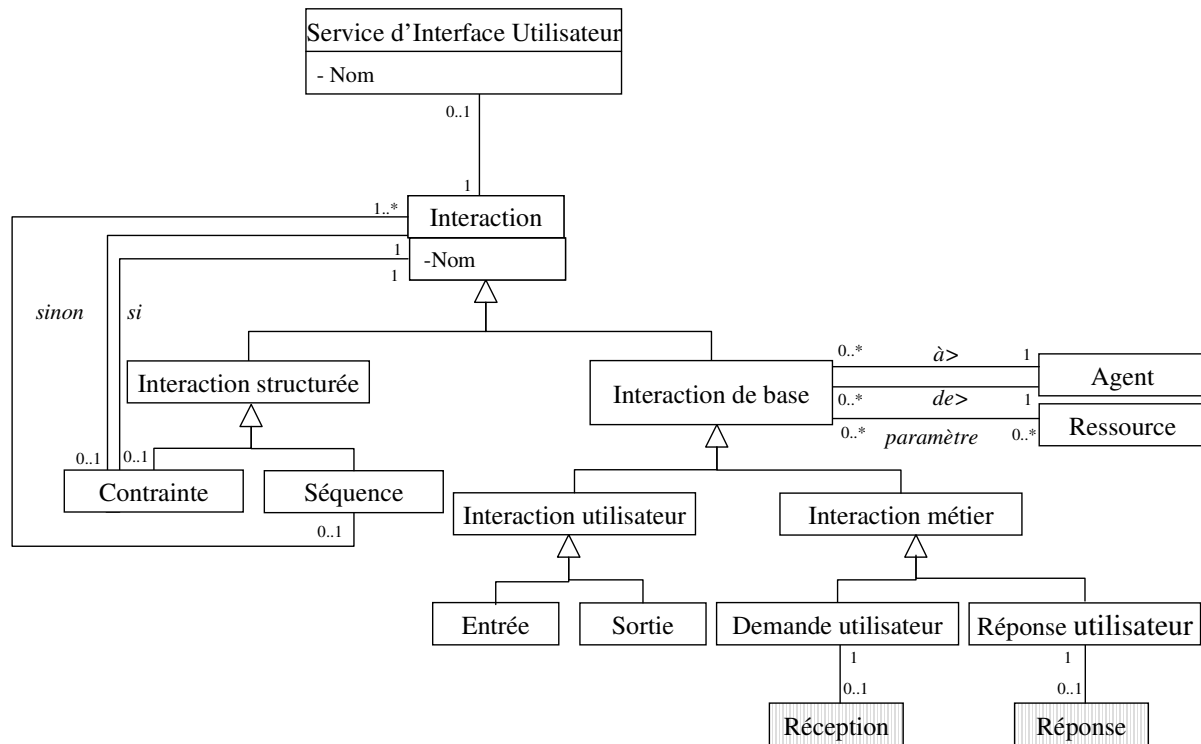 Service d'Interface Utilisateur
- Nom
0..1
1
1..*
Interaction
1
-Nom
1
sinon
si
0..*
à>
1
Agent
Interaction structurée
Interaction de base
0..*
de>
1
Ressource
0..*
paramètre
0..*
0..1
0..1
Contrainte
Séquence
0..1
Interaction utilisateur
Interaction métier
Entrée
Sortie
Demande utilisateur
Réponse utilisateur
1
1
0..1
0..1
Réception
Réponse